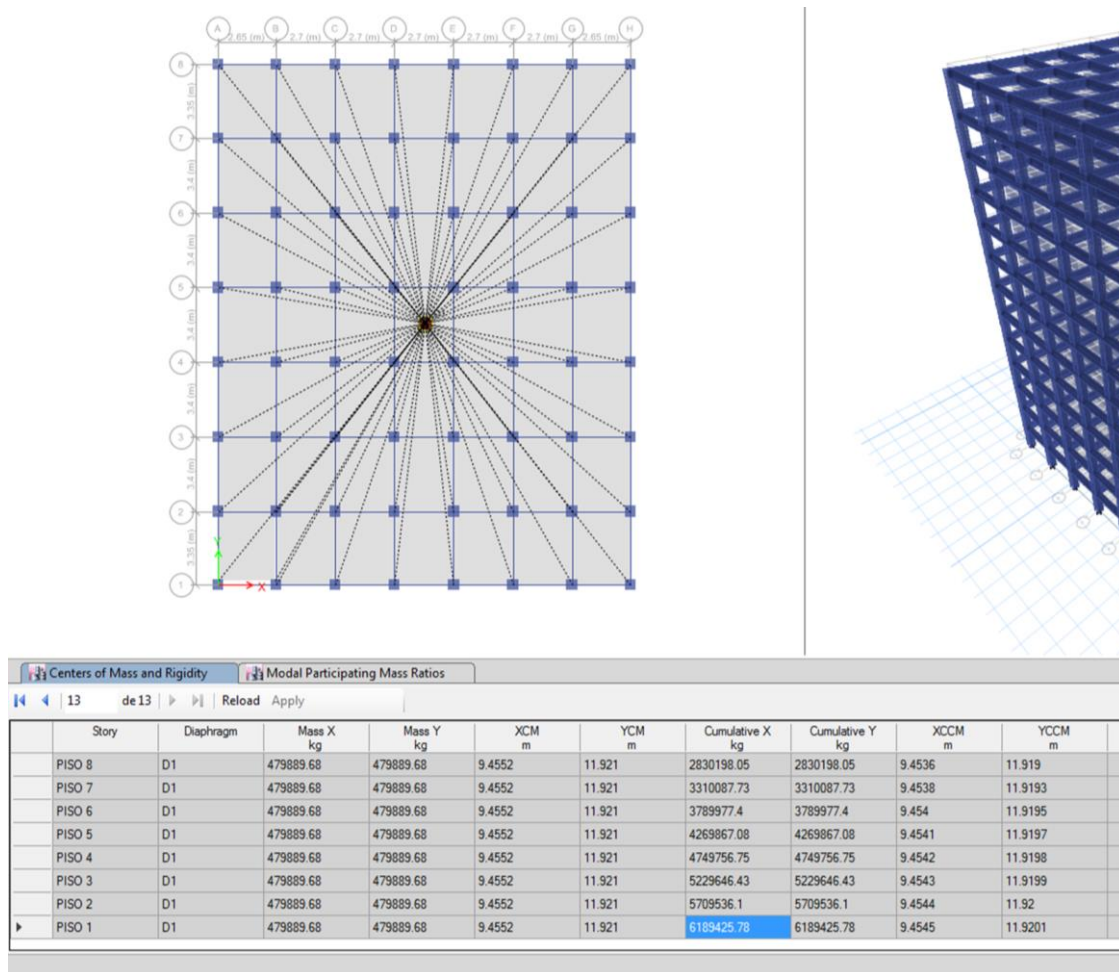 A B C D E F G H
2.65 (m) 2.7 (m) 2.7 (m) 2.7 (m) 2.7 (m) 2.7 (m) 2.65 (m)
8
3.35 (m)
7
3.4 (m)
6
3.4 (m)
5
3.4 (m)
4
3.4 (m)
3
3.4 (m)
2
3.35 (m)
Y
1
X
Centers of Mass and Rigidity Modal Participating Mass Ratios
13 de 13 Reload Apply
Story Diaphragm Mass X Mass Y XCM YCM Cumulative X Cumulative Y XCCM YCCM
kg kg m m kg kg m m
PISO 8 D1 479889.68 479889.68 9.4552 11.921 2830198.05 2830198.05 9.4536 11.919
PISO 7 D1 479889.68 479889.68 9.4552 11.921 3310087.73 3310087.73 9.4538 11.9193
PISO 6 D1 479889.68 479889.68 9.4552 11.921 3789977.4 3789977.4 9.454 11.9195
PISO 5 D1 479889.68 479889.68 9.4552 11.921 4269867.08 4269867.08 9.4541 11.9197
PISO 4 D1 479889.68 479889.68 9.4552 11.921 4749756.75 4749756.75 9.4542 11.9198
PISO 3 D1 479889.68 479889.68 9.4552 11.921 5229646.43 5229646.43 9.4543 11.9199
PISO 2 D1 479889.68 479889.68 9.4552 11.921 5709536.1 5709536.1 9.4544 11.92
PISO 1 D1 479889.68 479889.68 9.4552 11.921 6189425.78 6189425.78 9.4545 11.9201